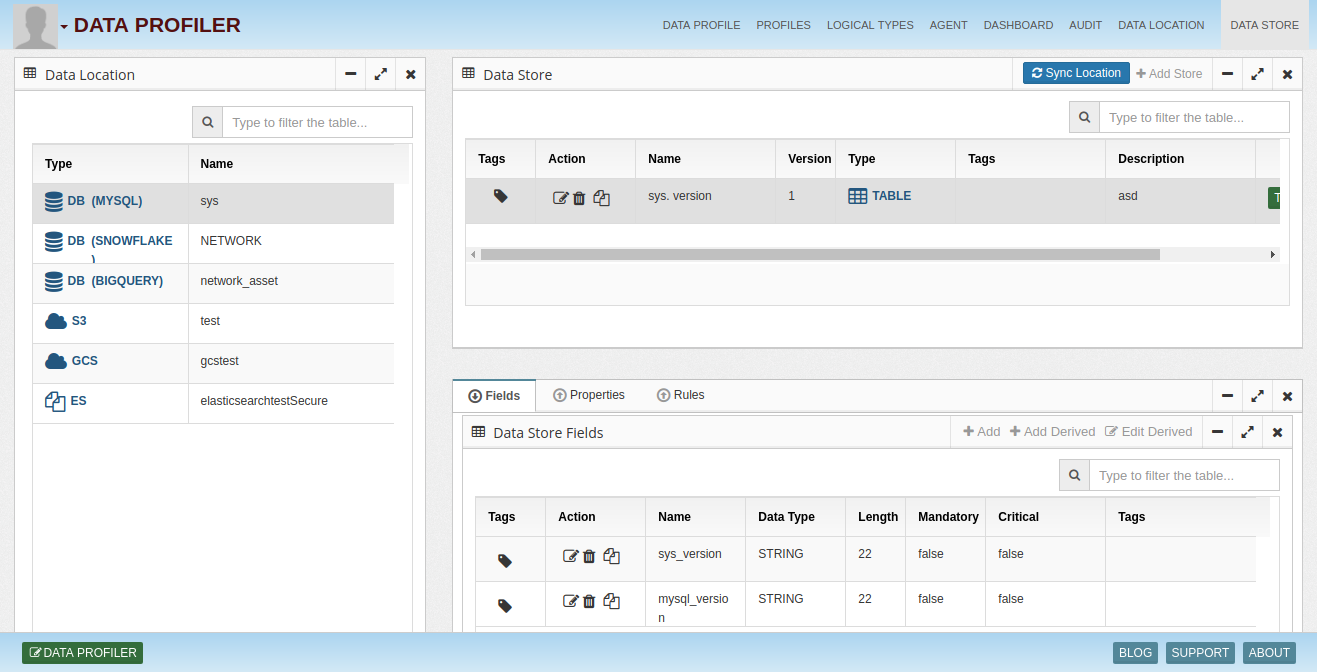 DATA PROFILER
DATA PROFILE PROFILES LOGICAL TYPES AGENT DASHBOARD AUDIT DATA LOCATION DATA STORE
Data Location
Type to filter the table...
Type Name
DB (MYSQL) sys
DB (SNOWFLAKE NETWORK
)
DB (BIGQUERY) network_asset
S3 test
GCS gcstest
ES elasticsearchtestSecure
Data Store
Sync Location Add Store
Type to filter the table...
Tags Action Name Version Type Tags Description
sys. version 1 TABLE asd T
Fields Properties Rules
Data Store Fields
Add Add Derived Edit Derived
Type to filter the table...
Tags Action Name Data Type Length Mandatory Critical Tags
sys_version STRING 22 false false
mysql_versio STRING 22 false false
n
DATA PROFILER
BLOG SUPPORT ABOUT